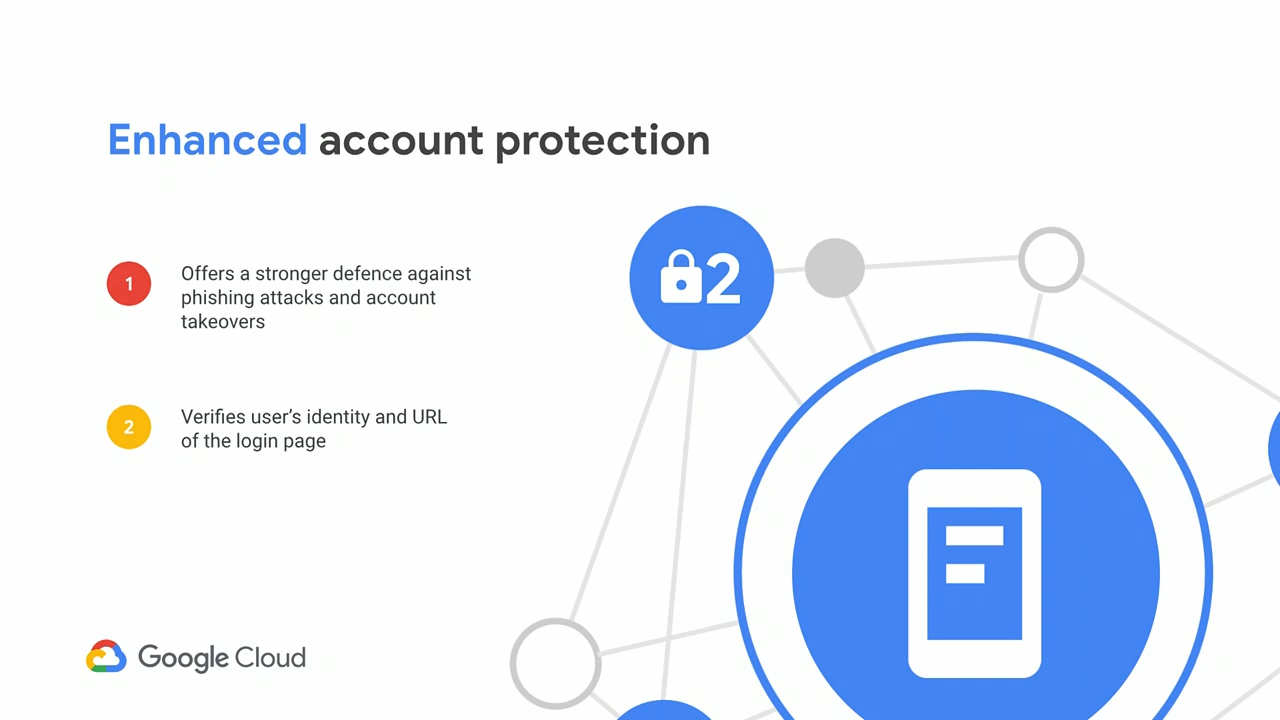 Enhanced account protection
1
Offers a stronger defence against
phishing attacks and account
takeovers
2
Verifies user’s identity and URL
of the login page
2
Google Cloud